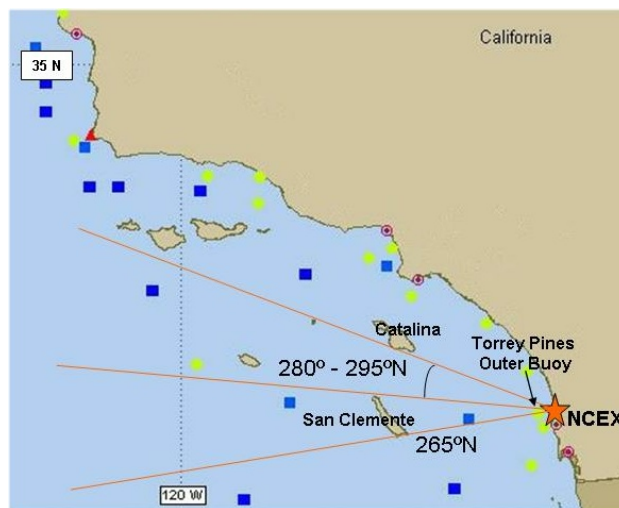 California
35 N
Catalina
Torrey Pines
Outer Buoy
280º - 295ºN
NCEX
San Clemente
265ºN
120 W